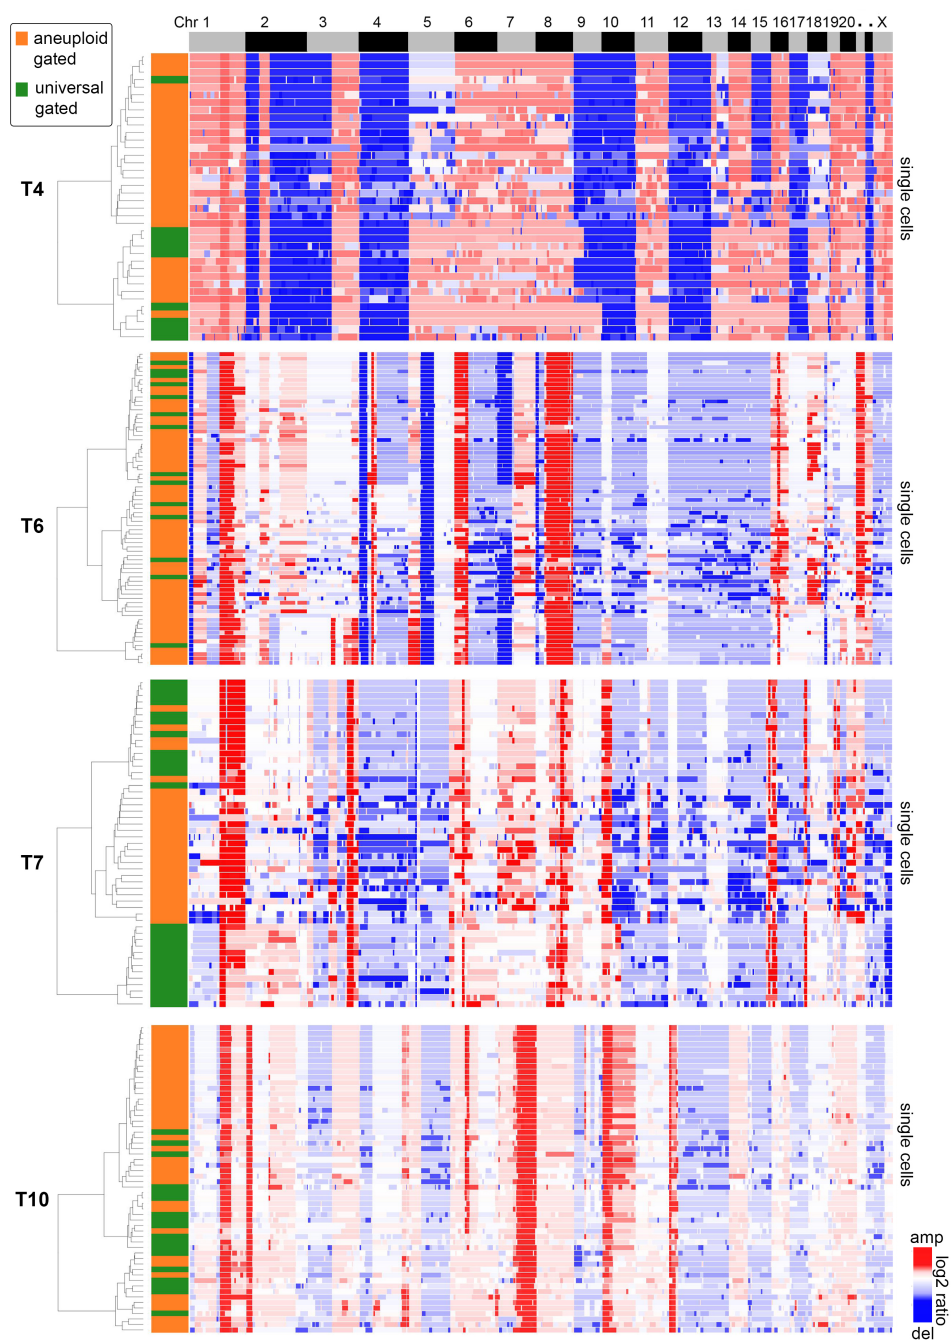 Chr 1 2 3 4 5 6 7 8 9 10 11 12 13 14 15 16 17 18 19 20 . . X
aneuploid
gated
universal
gated
T4
single cells
T6
single cells
T7
single cells
T10
single cells
amp
log2 ratio
del